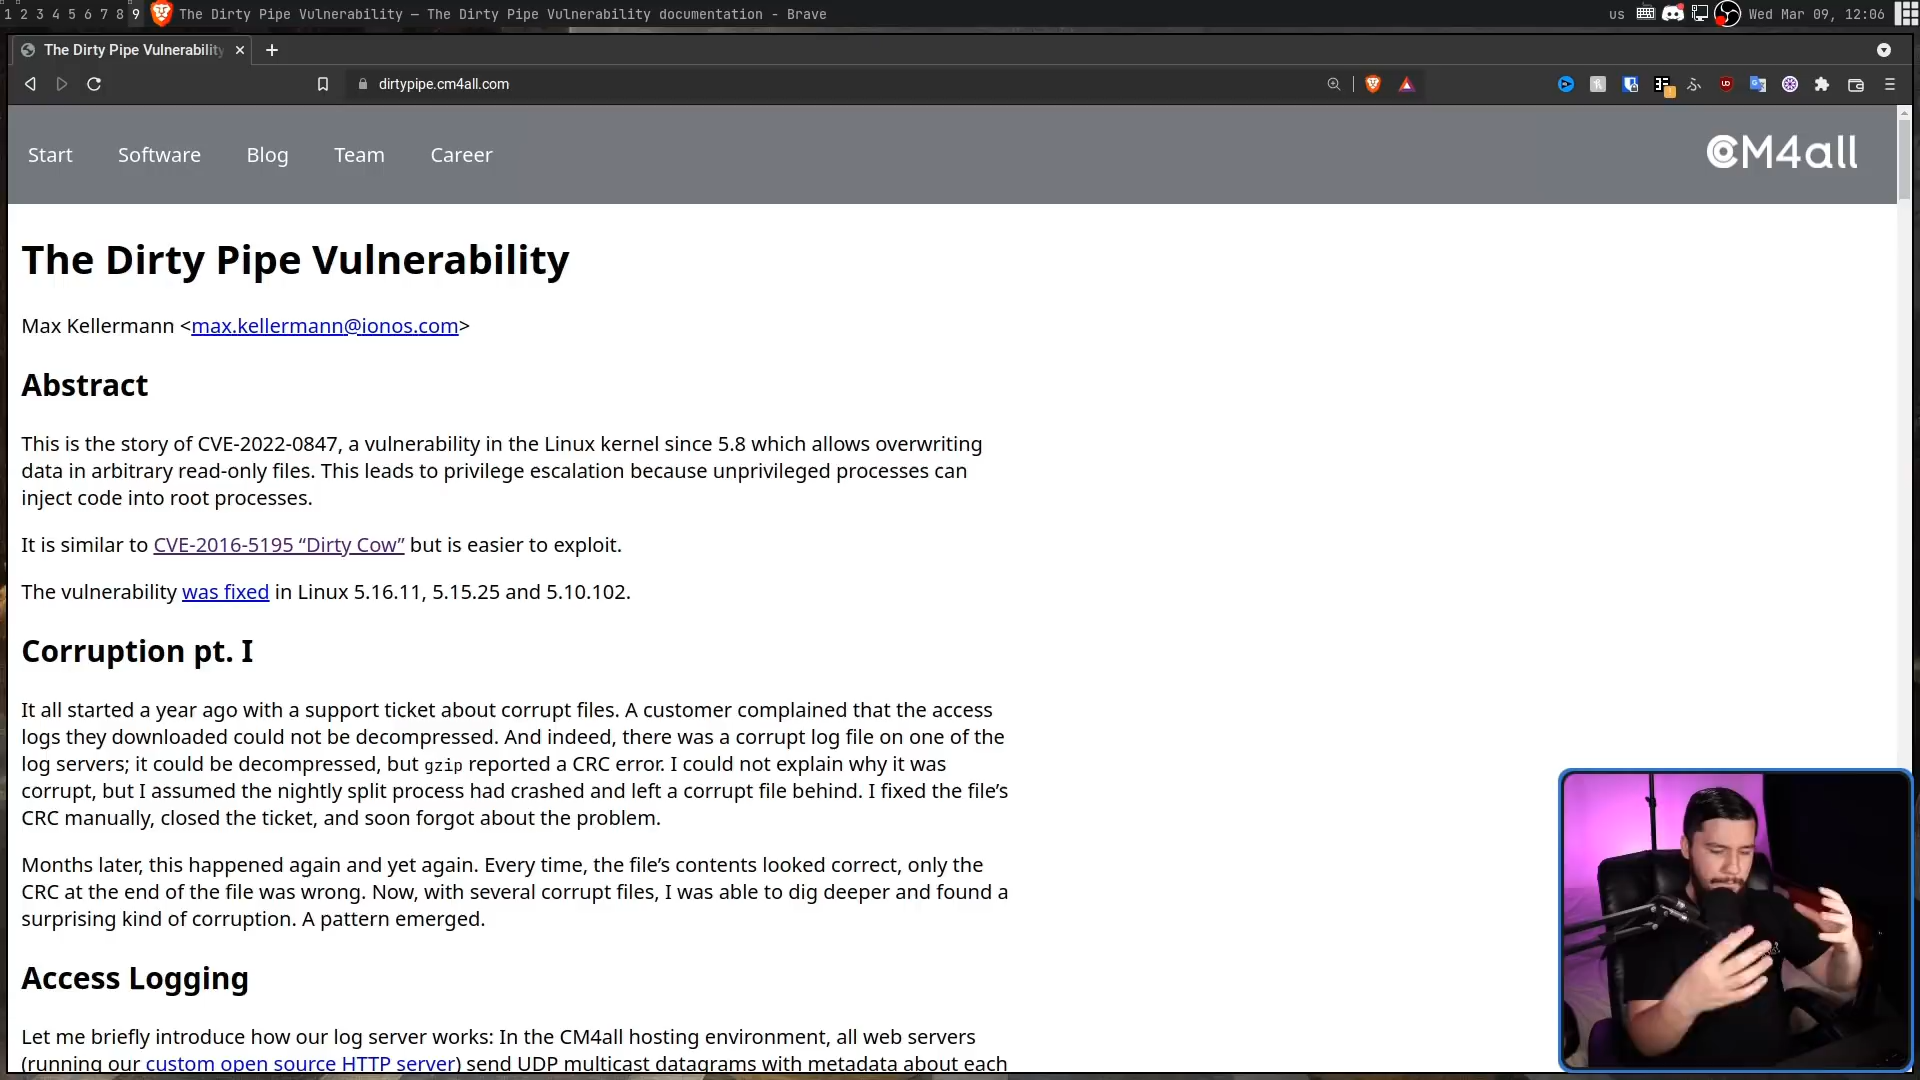 1 2 3 4 5 6 7 8 9 The Dirty Pipe Vulnerability — The Dirty Pipe Vulnerability documentation - Brave us Wed Mar 09, 12:06
The Dirty Pipe Vulnerability
dirtypipe.cm4all.com
Start Software Blog Team Career CM4all
The Dirty Pipe Vulnerability
Max Kellermann <max.kellermann@ionos.com>
Abstract
This is the story of CVE-2022-0847, a vulnerability in the Linux kernel since 5.8 which allows overwriting
data in arbitrary read-only files. This leads to privilege escalation because unprivileged processes can
inject code into root processes.
It is similar to CVE-2016-5195 “Dirty Cow” but is easier to exploit.
The vulnerability was fixed in Linux 5.16.11, 5.15.25 and 5.10.102.
Corruption pt. I
It all started a year ago with a support ticket about corrupt files. A customer complained that the access
logs they downloaded could not be decompressed. And indeed, there was a corrupt log file on one of the
log servers; it could be decompressed, but gzip reported a CRC error. I could not explain why it was
corrupt, but I assumed the nightly split process had crashed and left a corrupt file behind. I fixed the file’s
CRC manually, closed the ticket, and soon forgot about the problem.
Months later, this happened again and yet again. Every time, the file’s contents looked correct, only the
CRC at the end of the file was wrong. Now, with several corrupt files, I was able to dig deeper and found a
surprising kind of corruption. A pattern emerged.
Access Logging
Let me briefly introduce how our log server works: In the CM4all hosting environment, all web servers
(running our custom open source HTTP server) send UDP multicast datagrams with metadata about each